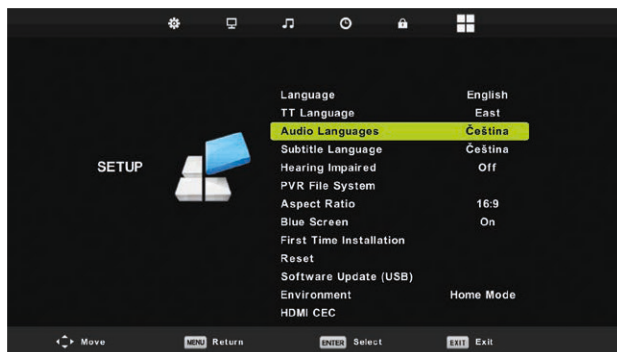 SETUP
Language English
TT Language East
Audio Languages Čeština
Subtitle Language Čeština
Hearing Impaired Off
PVR File System
Aspect Ratio 16:9
Blue Screen On
First Time Installation
Reset
Software Update (USB)
Environment Home Mode
HDMI CEC
Move MENU Return ENTER Select EXIT Exit